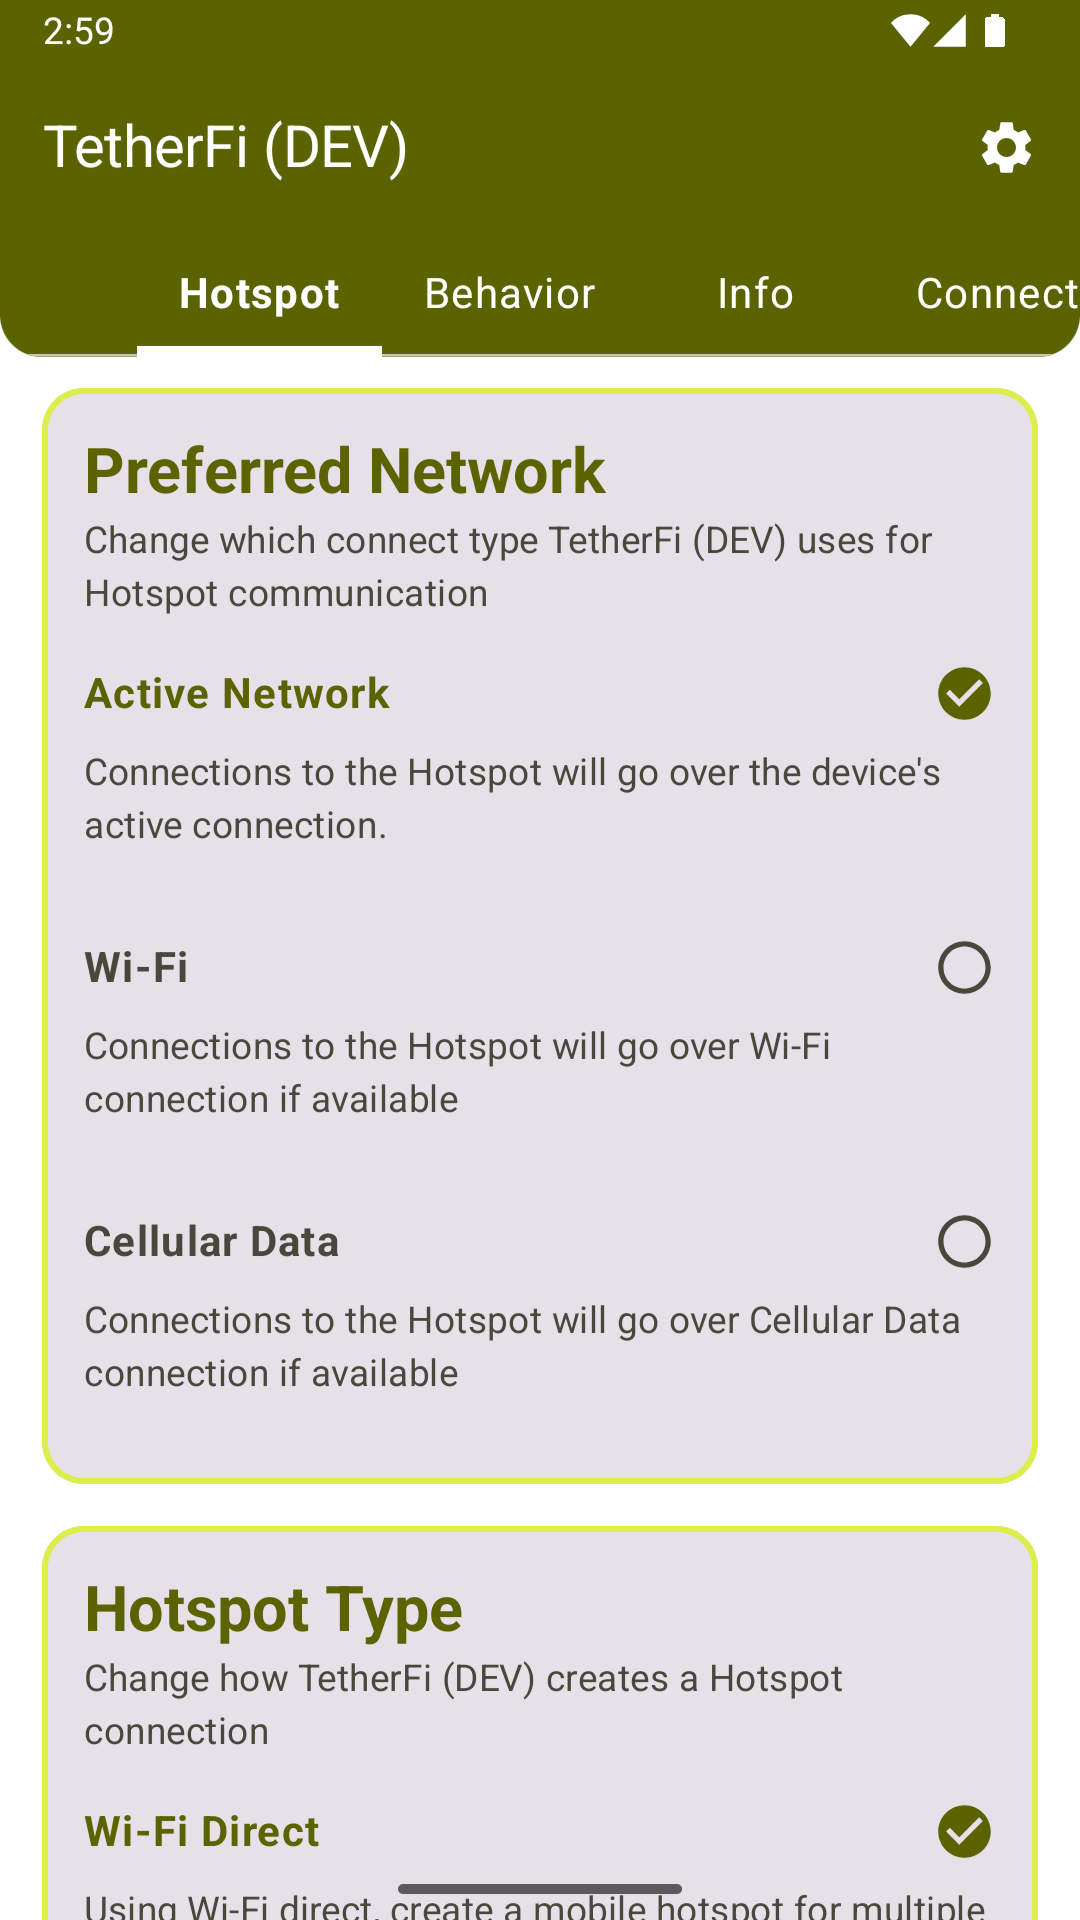 2:59
TetherFi (DEV)
Hotspot Behavior Info Connect
Preferred Network
Change which connect type TetherFi (DEV) uses for
Hotspot communication
Active Network
Connections to the Hotspot will go over the device's
active connection.
Wi-Fi
Connections to the Hotspot will go over Wi-Fi
connection if available
Cellular Data
Connections to the Hotspot will go over Cellular Data
connection if available
Hotspot Type
Change how TetherFi (DEV) creates a Hotspot
connection
Wi-Fi Direct
Using Wi-Fi direct, create a mobile hotspot for multiple